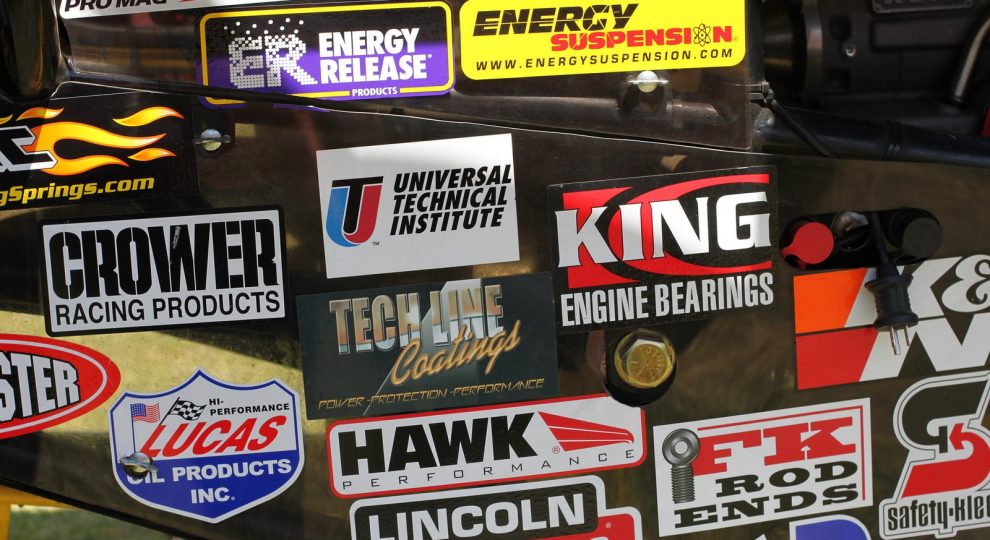 PRO MAG
ER ENERGY
RELEASE®
PRODUCTS
ENERGY
SUSPENSION®
WWW.ENERGYSUSPENSION.COM
gSprings.com
UNIVERSAL
TECHNICAL
INSTITUTE
TM
KING
ENGINE BEARINGS
CROWER
RACING PRODUCTS
TECH LINE
Coatings
POWER-PROTECTION-PERFORMANCE
K&
STER
HI-
PERFORMANCE
LUCAS
OIL PRODUCTS
INC.
HAWK
PERFORMANCE
FK
ROD
ENDS
LINCOLN
safety-kle